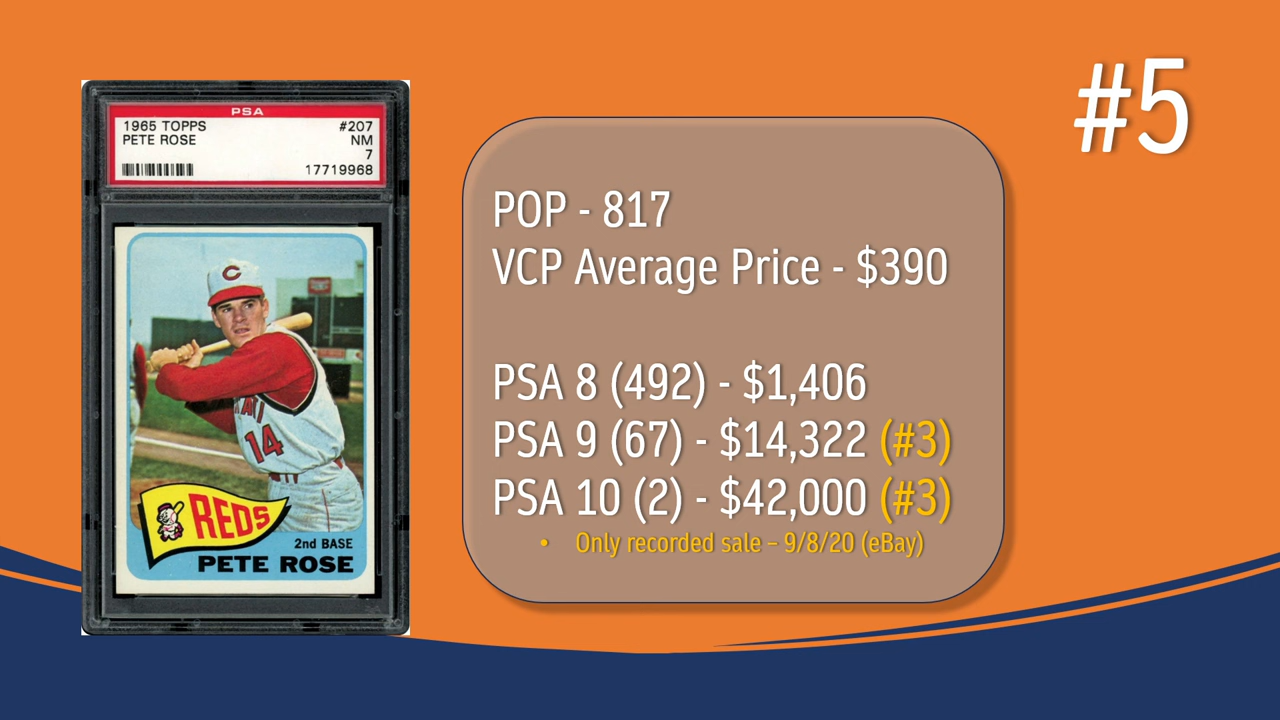 #5
PSA
1965 TOPPS #207
PETE ROSE NM
7
17719968
C
14
REDS
2nd BASE
PETE ROSE
POP - 817
VCP Average Price - $390
PSA 8 (492) - $1,406
PSA 9 (67) - $14,322 (#3)
PSA 10 (2) - $42,000 (#3)
• Only recorded sale – 9/8/20 (eBay)